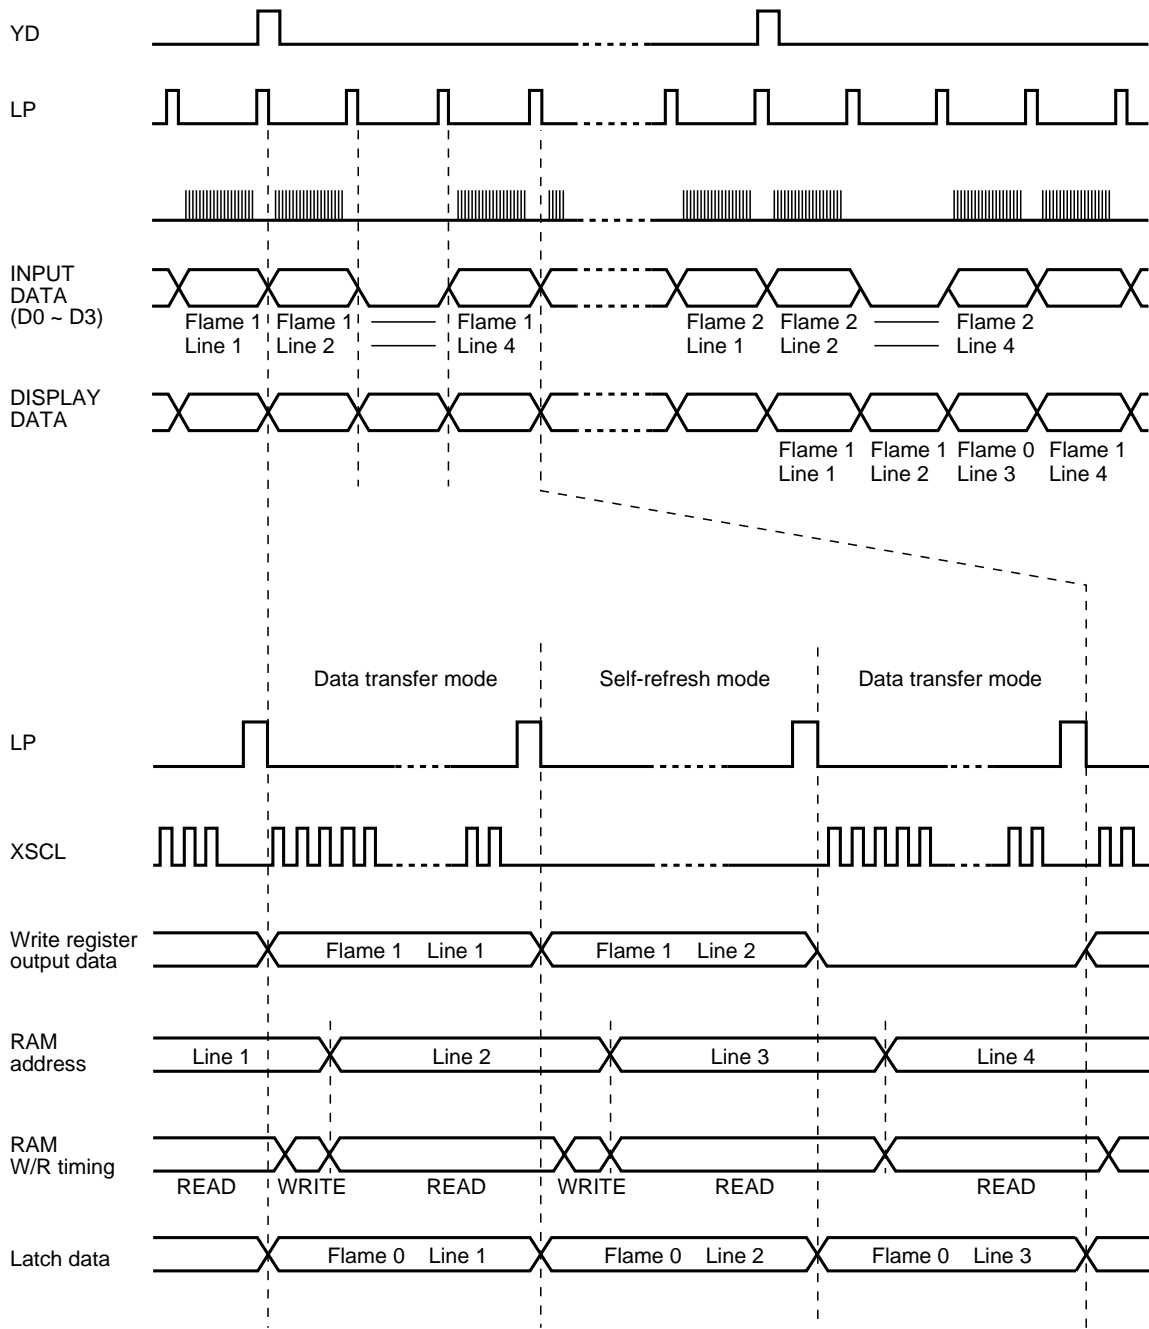 YD
LP
INPUT
DATA
(D0 ~ D3)
Flame 1 Flame 1 Flame 1 Flame 2 Flame 2 Flame 2
Line 1 Line 2 Line 4 Line 1 Line 2 Line 4
DISPLAY
DATA
Flame 1 Flame 1 Flame 0 Flame 1
Line 1 Line 2 Line 3 Line 4
Data transfer mode Self-refresh mode Data transfer mode
LP
XSCL
Write register
output data
Flame 1 Line 1 Flame 1 Line 2
RAM
address
Line 1 Line 2 Line 3 Line 4
RAM
W/R timing
READ WRITE READ WRITE READ READ
Latch data
Flame 0 Line 1 Flame 0 Line 2 Flame 0 Line 3